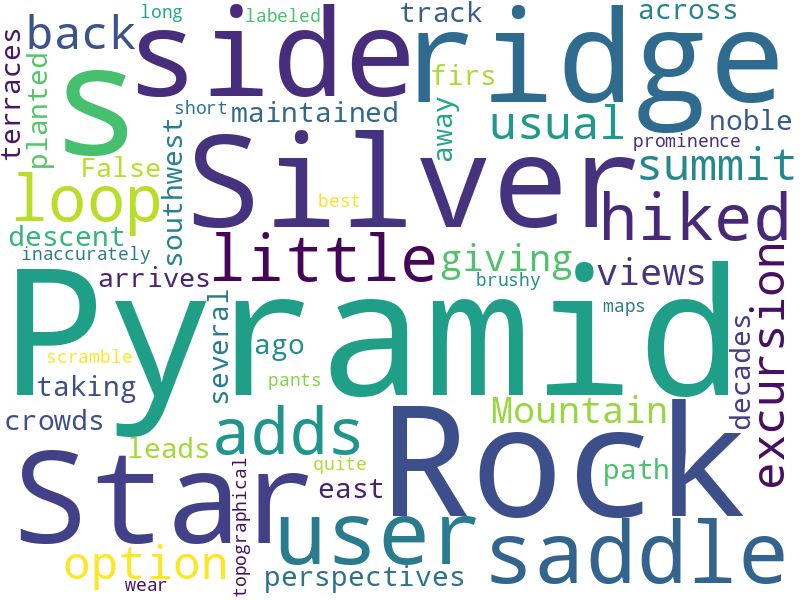 long labeled track across
back side ridge
terraces planted s firs
short maintained away usual noble
False southwest Silver prominence summit
loop best hiked
descent little giving
inaccurately arrives brushy views excursion
Pyramid maps
several ago decades
scramble taking pants
crowds adds Mountain
leads Star Rock path
quite east
option topographical user saddle
wear perspectives